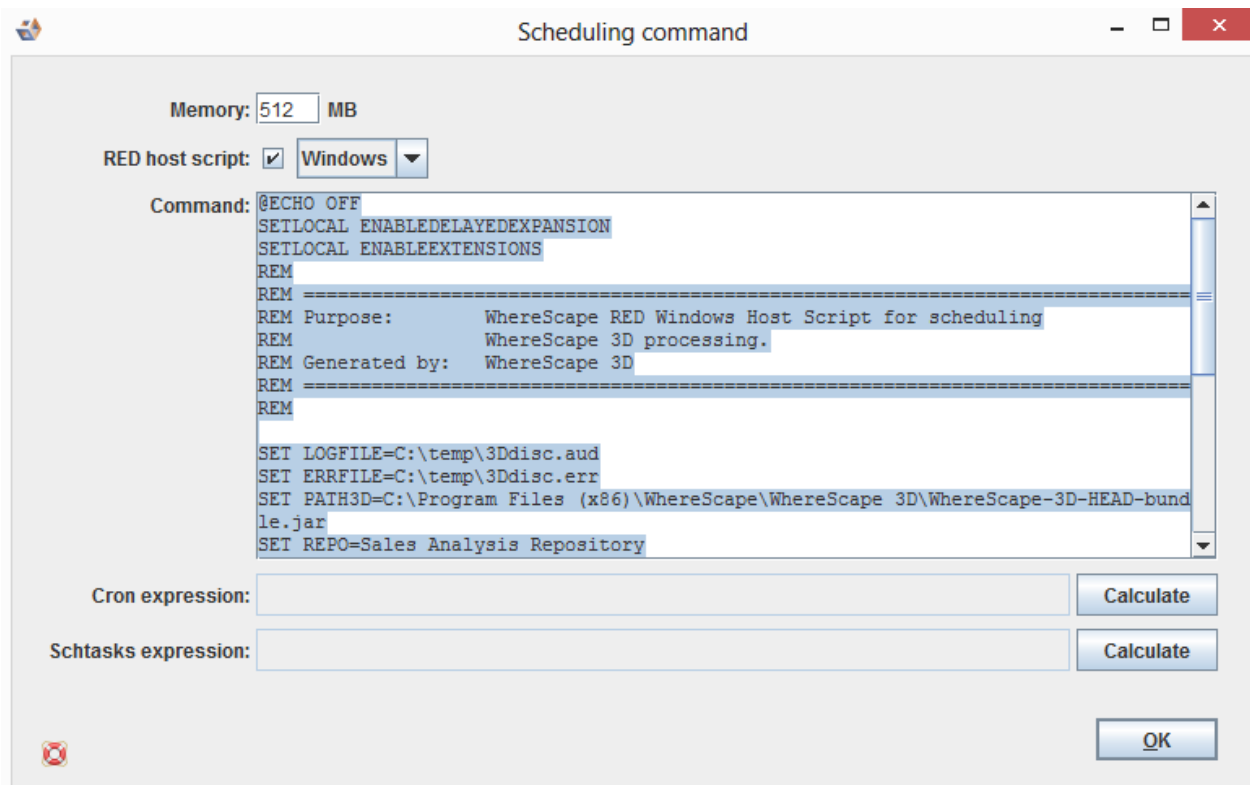 Scheduling command
Memory: 512 MB
RED host script: Windows
Command: @ECHO OFF
SETLOCAL ENABLEDELAYEDEXPANSION
SETLOCAL ENABLEEXTENSIONS
REM
REM ==============================================================================
REM Purpose:        WhereScape RED Windows Host Script for scheduling
REM                 WhereScape 3D processing.
REM Generated by:   WhereScape 3D
REM ==============================================================================
REM
SET LOGFILE=C:\temp\3Ddisc.aud
SET ERRFILE=C:\temp\3Ddisc.err
SET PATH3D=C:\Program Files (x86)\WhereScape\WhereScape 3D\WhereScape-3D-HEAD-bund
le.jar
SET REPO=Sales Analysis Repository
Cron expression: Calculate
Schtasks expression: Calculate
OK